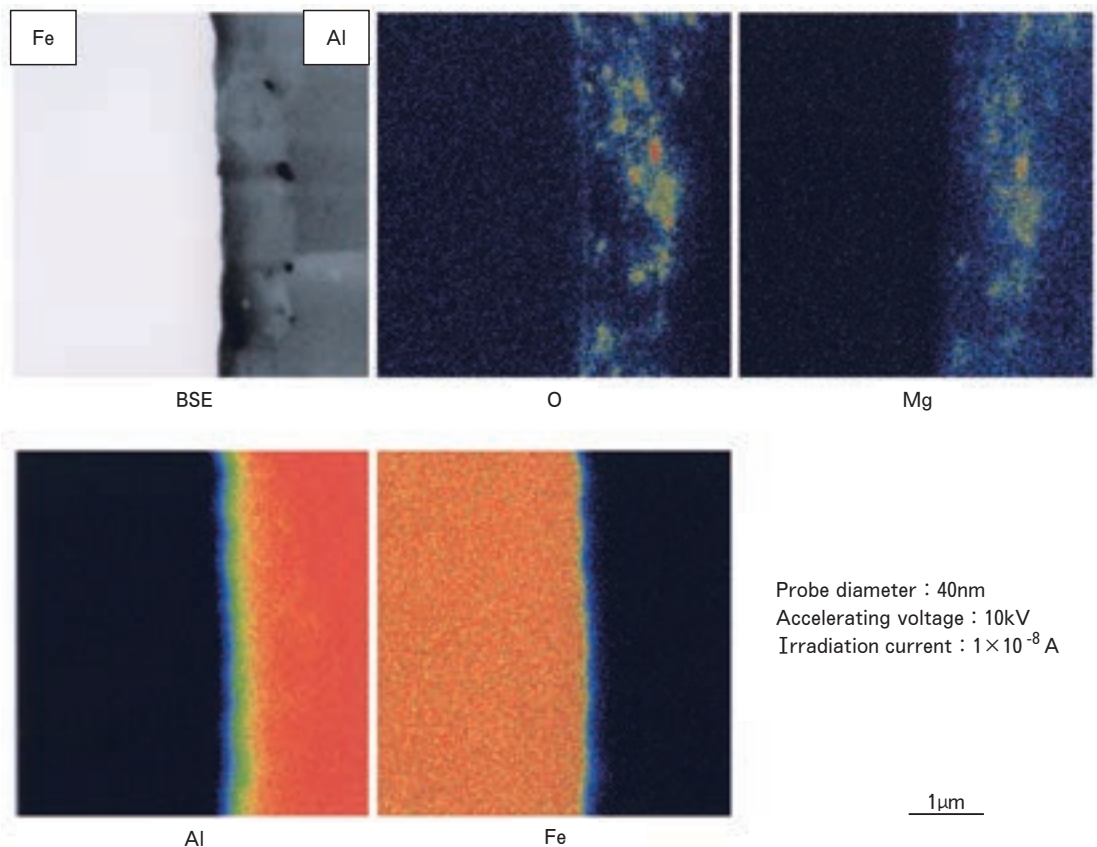 Fe
Al
BSE
O
Mg
Probe diameter：40nm
Accelerating voltage：10kV
Irradiation current：1×10⁻⁸ A
1μm
Al
Fe